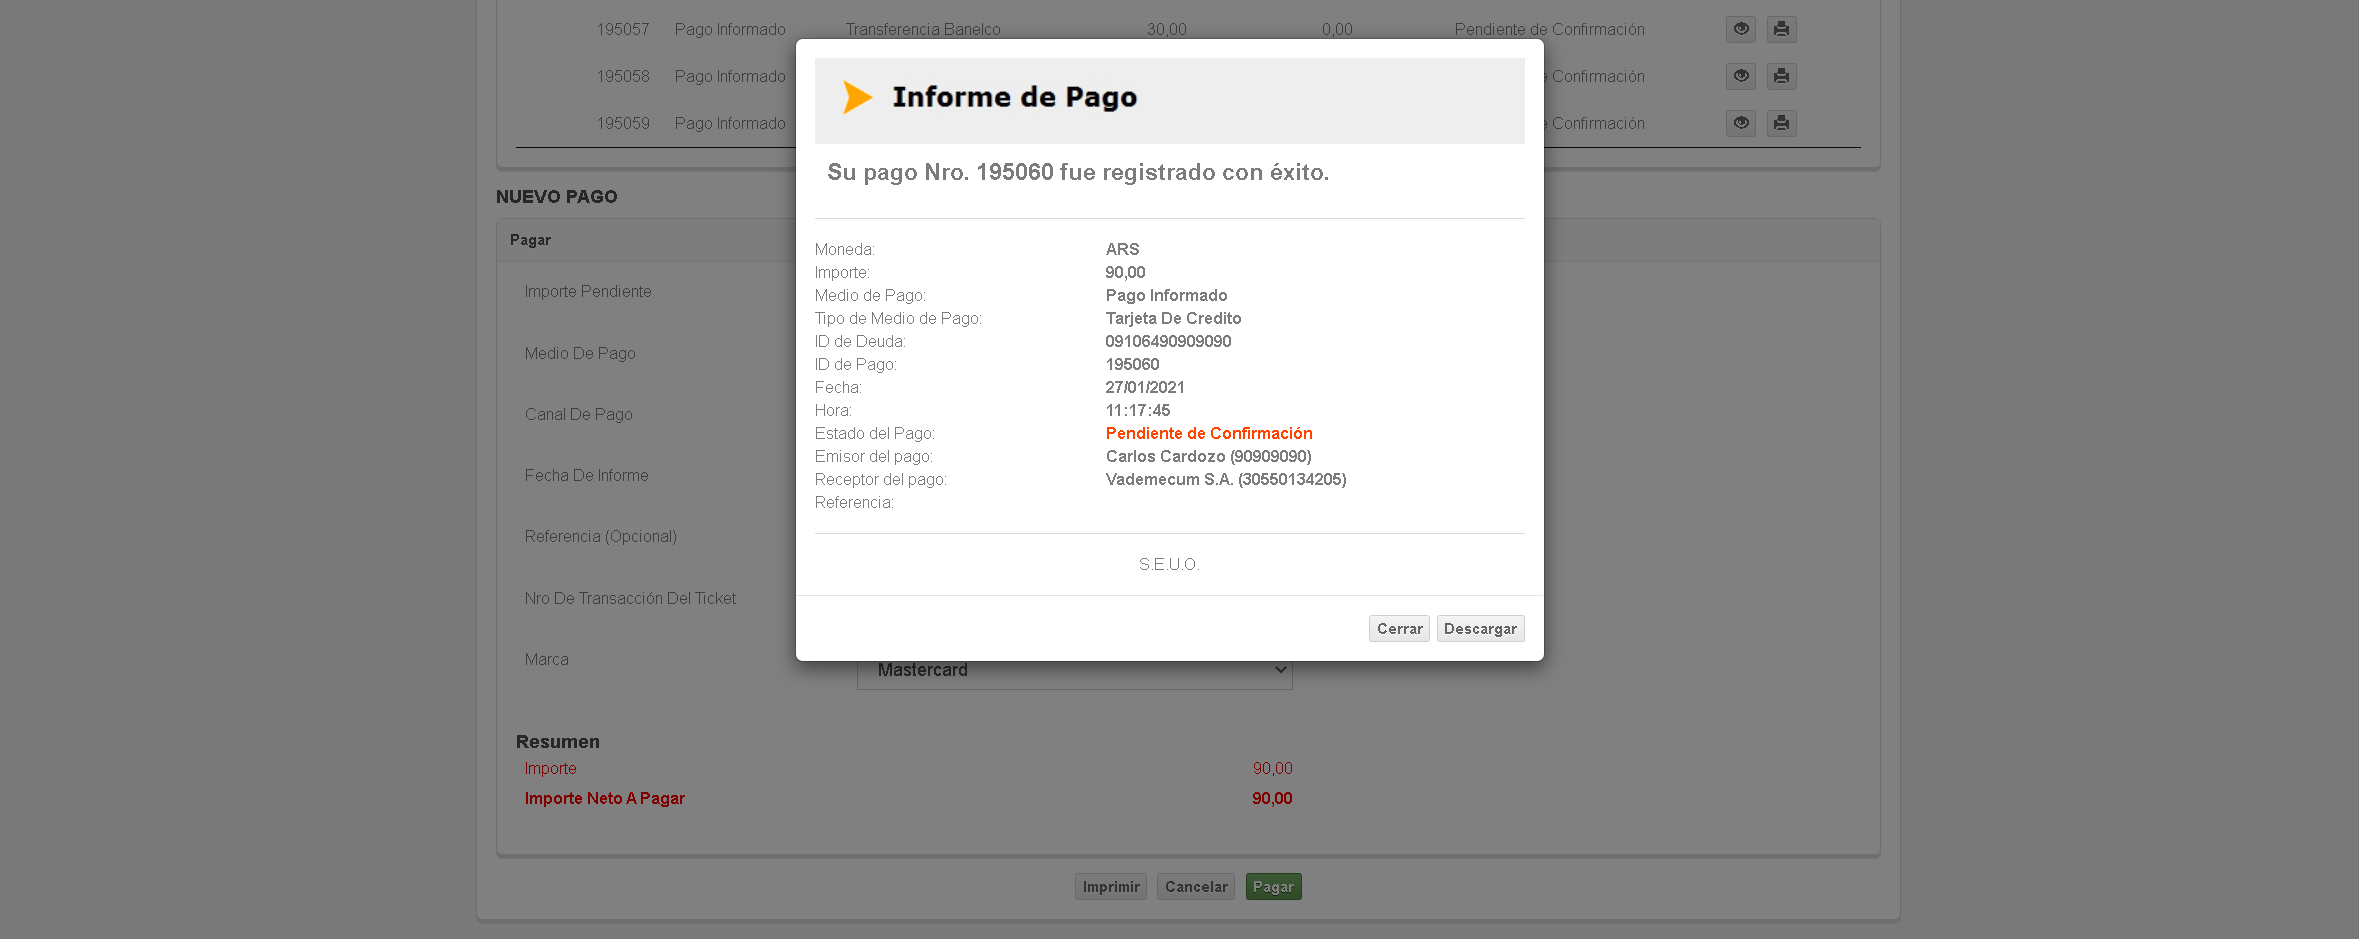 195057 Pago Informado Transferencia Banelco 30,00 0,00 Pendiente de Confirmación
195058 Pago Informado Confirmación
195059 Pago Informado Confirmación
Informe de Pago
Su pago Nro. 195060 fue registrado con éxito.
Moneda: ARS
Importe: 90,00
Medio de Pago: Pago Informado
Tipo de Medio de Pago: Tarjeta De Credito
ID de Deuda: 09106490909090
ID de Pago: 195060
Fecha: 27/01/2021
Hora: 11:17:45
Estado del Pago: Pendiente de Confirmación
Emisor del pago: Carlos Cardozo (90909090)
Receptor del pago: Vademecum S.A. (30550134205)
Referencia:
S.E.U.O.
Cerrar Descargar
NUEVO PAGO
Pagar
Importe Pendiente
Medio De Pago
Canal De Pago
Fecha De Informe
Referencia (Opcional)
Nro De Transacción Del Ticket
Marca Mastercard
Resumen
Importe 90,00
Importe Neto A Pagar 90,00
Imprimir Cancelar Pagar